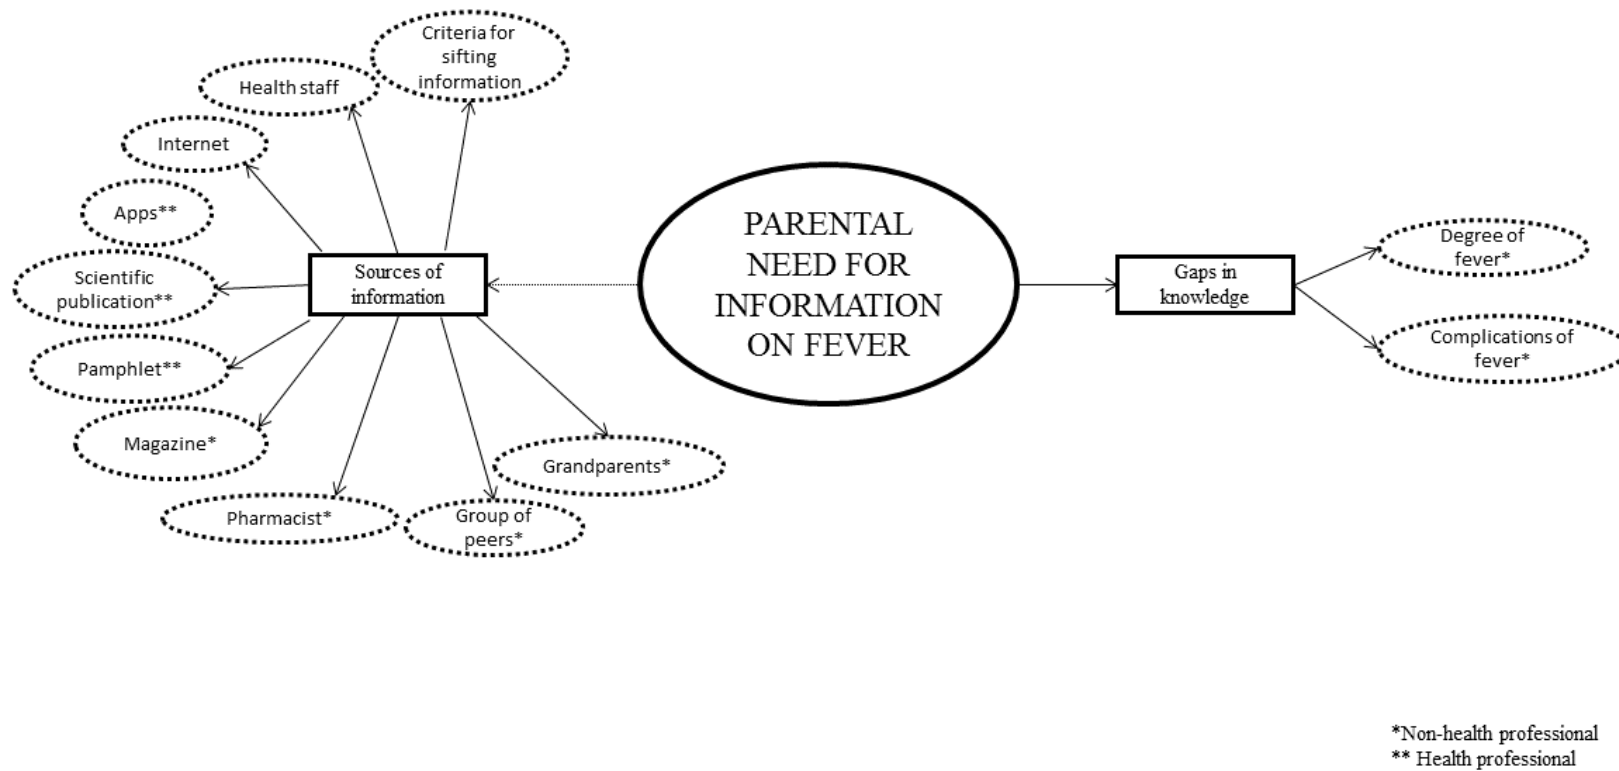 Criteria for
sifting
information
Health staff
Internet
Apps**
Scientific
publication**
Pamphlet**
Magazine*
Pharmacist*
Group of
peers*
Grandparents*
Sources of
information
PARENTAL
NEED FOR
INFORMATION
ON FEVER
Gaps in
knowledge
Degree of
fever*
Complications of
fever*
*Non-health professional
** Health professional